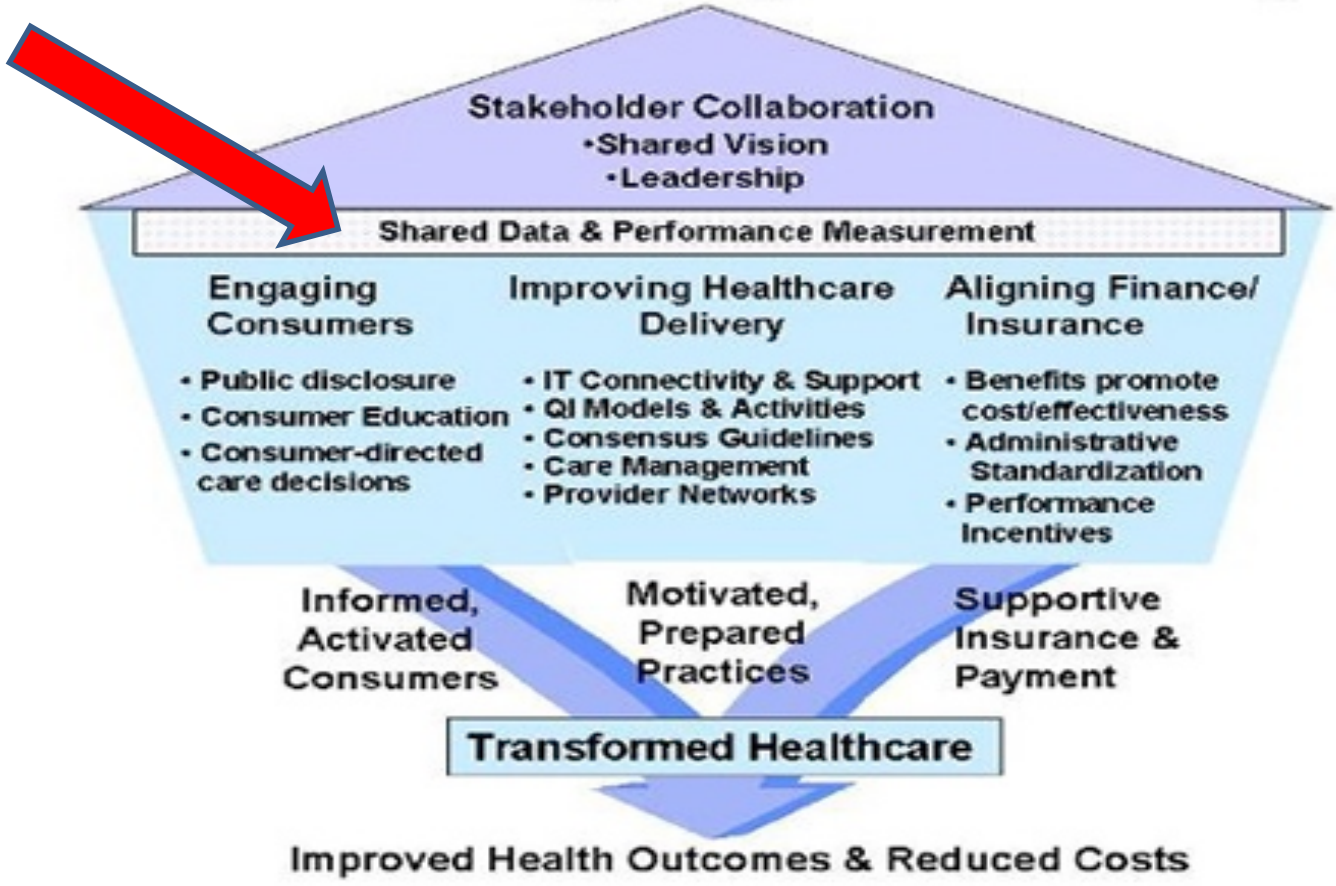 Stakeholder Collaboration
•Shared Vision
•Leadership
Shared Data & Performance Measurement
Engaging
Consumers
• Public disclosure
• Consumer Education
• Consumer-directed
care decisions
Improving Healthcare
Delivery
• IT Connectivity & Support
• QI Models & Activities
• Consensus Guidelines
• Care Management
• Provider Networks
Aligning Finance/
Insurance
• Benefits promote
cost/effectiveness
• Administrative
Standardization
• Performance
Incentives
Informed,
Activated
Consumers
Motivated,
Prepared
Practices
Supportive
Insurance &
Payment
Transformed Healthcare
Improved Health Outcomes & Reduced Costs